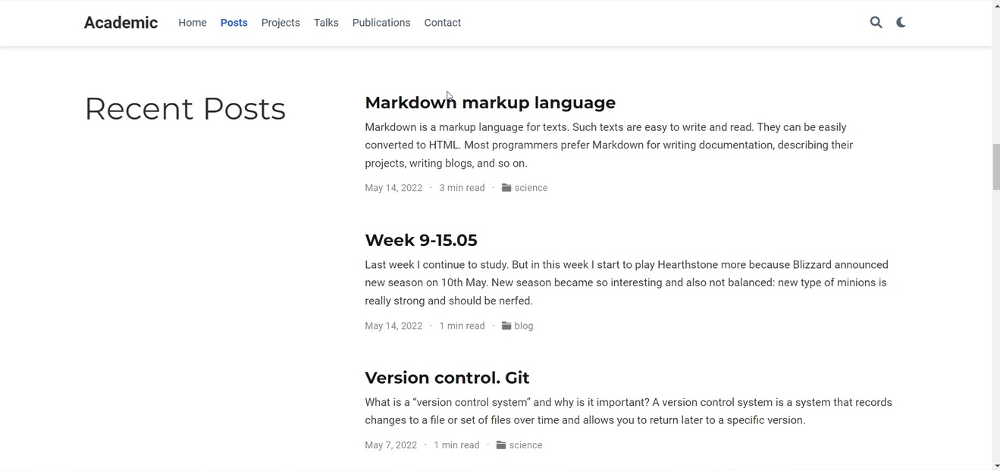 Academic Home Posts Projects Talks Publications Contact
Recent Posts
Markdown markup language
Markdown is a markup language for texts. Such texts are easy to write and read. They can be easily
converted to HTML. Most programmers prefer Markdown for writing documentation, describing their
projects, writing blogs, and so on.
May 14, 2022 · 3 min read · science
Week 9-15.05
Last week I continue to study. But in this week I start to play Hearthstone more because Blizzard announced
new season on 10th May. New season became so interesting and also not balanced: new type of minions is
really strong and should be nerfed.
May 14, 2022 · 1 min read · blog
Version control. Git
What is a “version control system” and why is it important? A version control system is a system that records
changes to a file or set of files over time and allows you to return later to a specific version.
May 7, 2022 · 1 min read · science